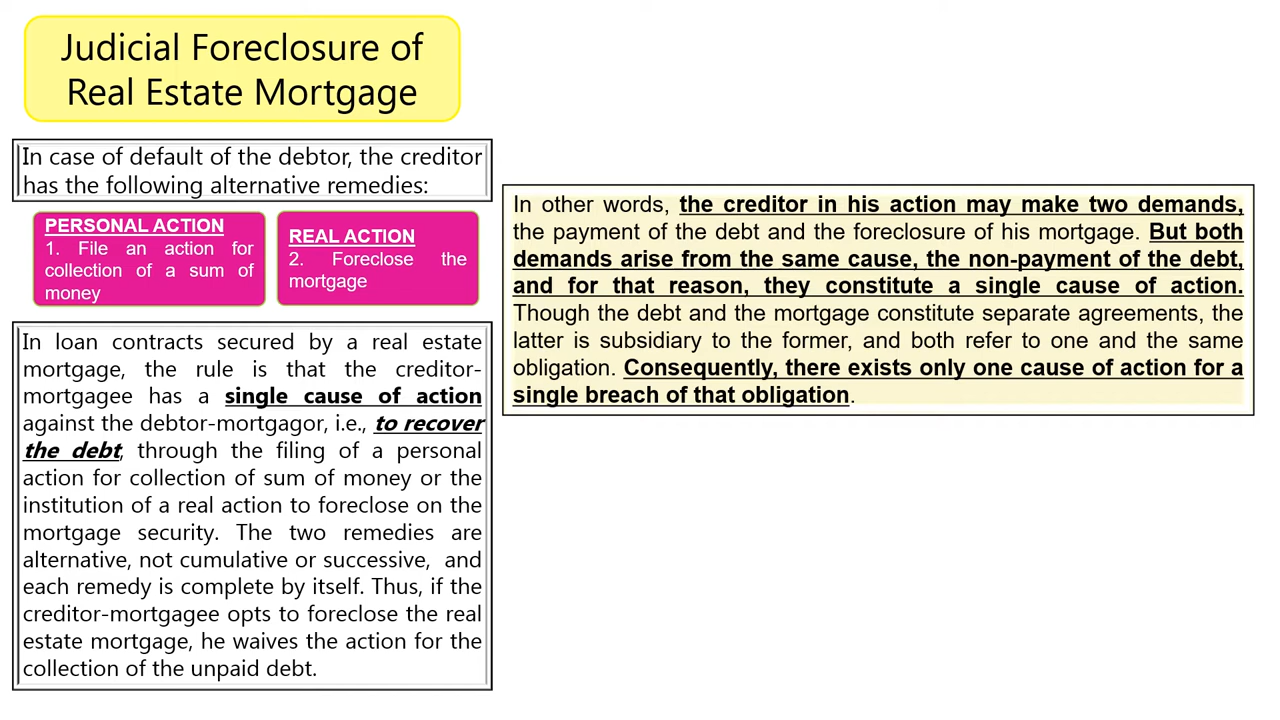 Judicial Foreclosure of
Real Estate Mortgage
In case of default of the debtor, the creditor
has the following alternative remedies:
PERSONAL ACTION
1. File an action for
collection of a sum of
money
REAL ACTION
2. Foreclose the
mortgage
In loan contracts secured by a real estate
mortgage, the rule is that the creditor-
mortgagee has a single cause of action
against the debtor-mortgagor, i.e., to recover
the debt, through the filing of a personal
action for collection of sum of money or the
institution of a real action to foreclose on the
mortgage security. The two remedies are
alternative, not cumulative or successive, and
each remedy is complete by itself. Thus, if the
creditor-mortgagee opts to foreclose the real
estate mortgage, he waives the action for the
collection of the unpaid debt.
In other words, the creditor in his action may make two demands,
the payment of the debt and the foreclosure of his mortgage. But both
demands arise from the same cause, the non-payment of the debt,
and for that reason, they constitute a single cause of action.
Though the debt and the mortgage constitute separate agreements, the
latter is subsidiary to the former, and both refer to one and the same
obligation. Consequently, there exists only one cause of action for a
single breach of that obligation.